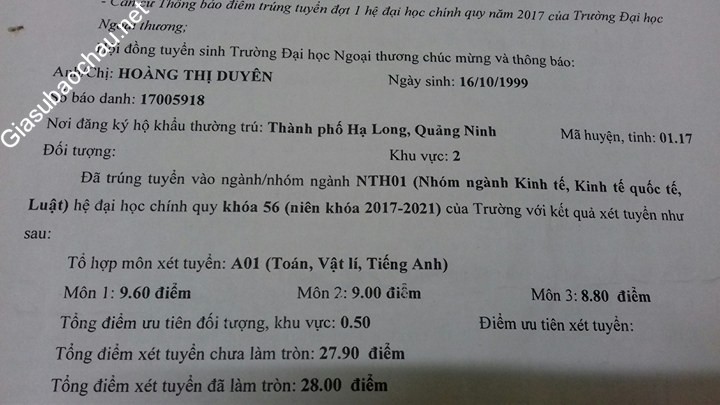 - Căn cứ Thông báo điểm trúng tuyển đợt 1 hệ đại học chính quy năm 2017 của Trường Đại học
Ngoại thương;
đồng tuyển sinh Trường Đại học Ngoại thương chúc mừng và thông báo:
Anh/Chị: HOÀNG THỊ DUYÊN Ngày sinh: 16/10/1999
báo danh: 17005918
Nơi đăng ký hộ khẩu thường trú: Thành phố Hạ Long, Quảng Ninh Mã huyện, tỉnh: 01.17
Đối tượng: Khu vực: 2
Đã trúng tuyển vào ngành/nhóm ngành NTH01 (Nhóm ngành Kinh tế, Kinh tế quốc tế,
Luật) hệ đại học chính quy khóa 56 (niên khóa 2017-2021) của Trường với kết quả xét tuyển như
sau:
Tổ hợp môn xét tuyển: A01 (Toán, Vật lí, Tiếng Anh)
Môn 1: 9.60 điểm Môn 2: 9.00 điểm Môn 3: 8.80 điểm
Tổng điểm ưu tiên đối tượng, khu vực: 0.50 Điểm ưu tiên xét tuyển:
Tổng điểm xét tuyển chưa làm tròn: 27.90 điểm
Tổng điểm xét tuyển đã làm tròn: 28.00 điểm
Giasubaochau.net